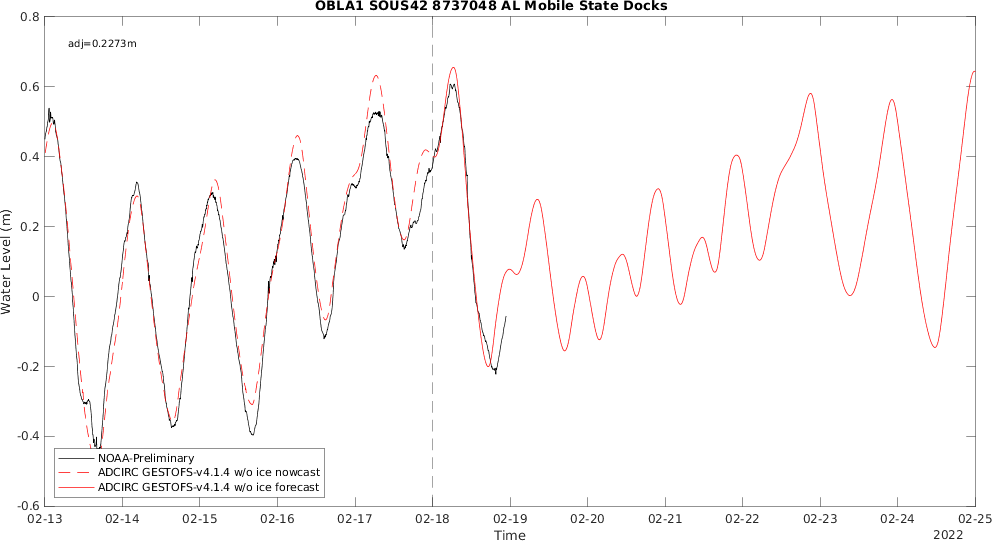 OBLA1 SOUS42 8737048 AL Mobile State Docks
adj=0.2273m
Water Level (m)
0.8
0.6
0.4
0.2
0
-0.2
-0.4
-0.6
NOAA-Preliminary
ADCIRC GESTOFS-v4.1.4 w/o ice nowcast
ADCIRC GESTOFS-v4.1.4 w/o ice forecast
02-13 02-14 02-15 02-16 02-17 02-18 02-19 02-20 02-21 02-22 02-23 02-24 02-25
Time
2022